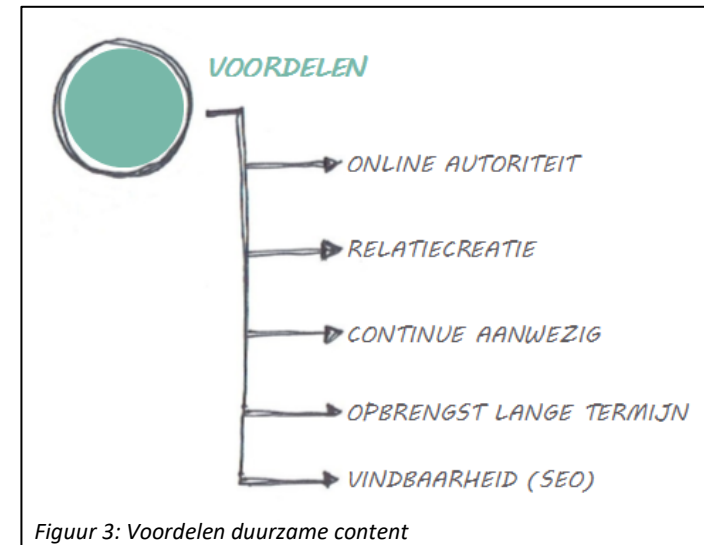 VOORDELEN
ONLINE AUTORITEIT
RELATIECREATIE
CONTINUE AANWEZIG
OPBRENGST LANGE TERMIJN
VINDBAARHEID (SEO)
Figuur 3: Voordelen duurzame content